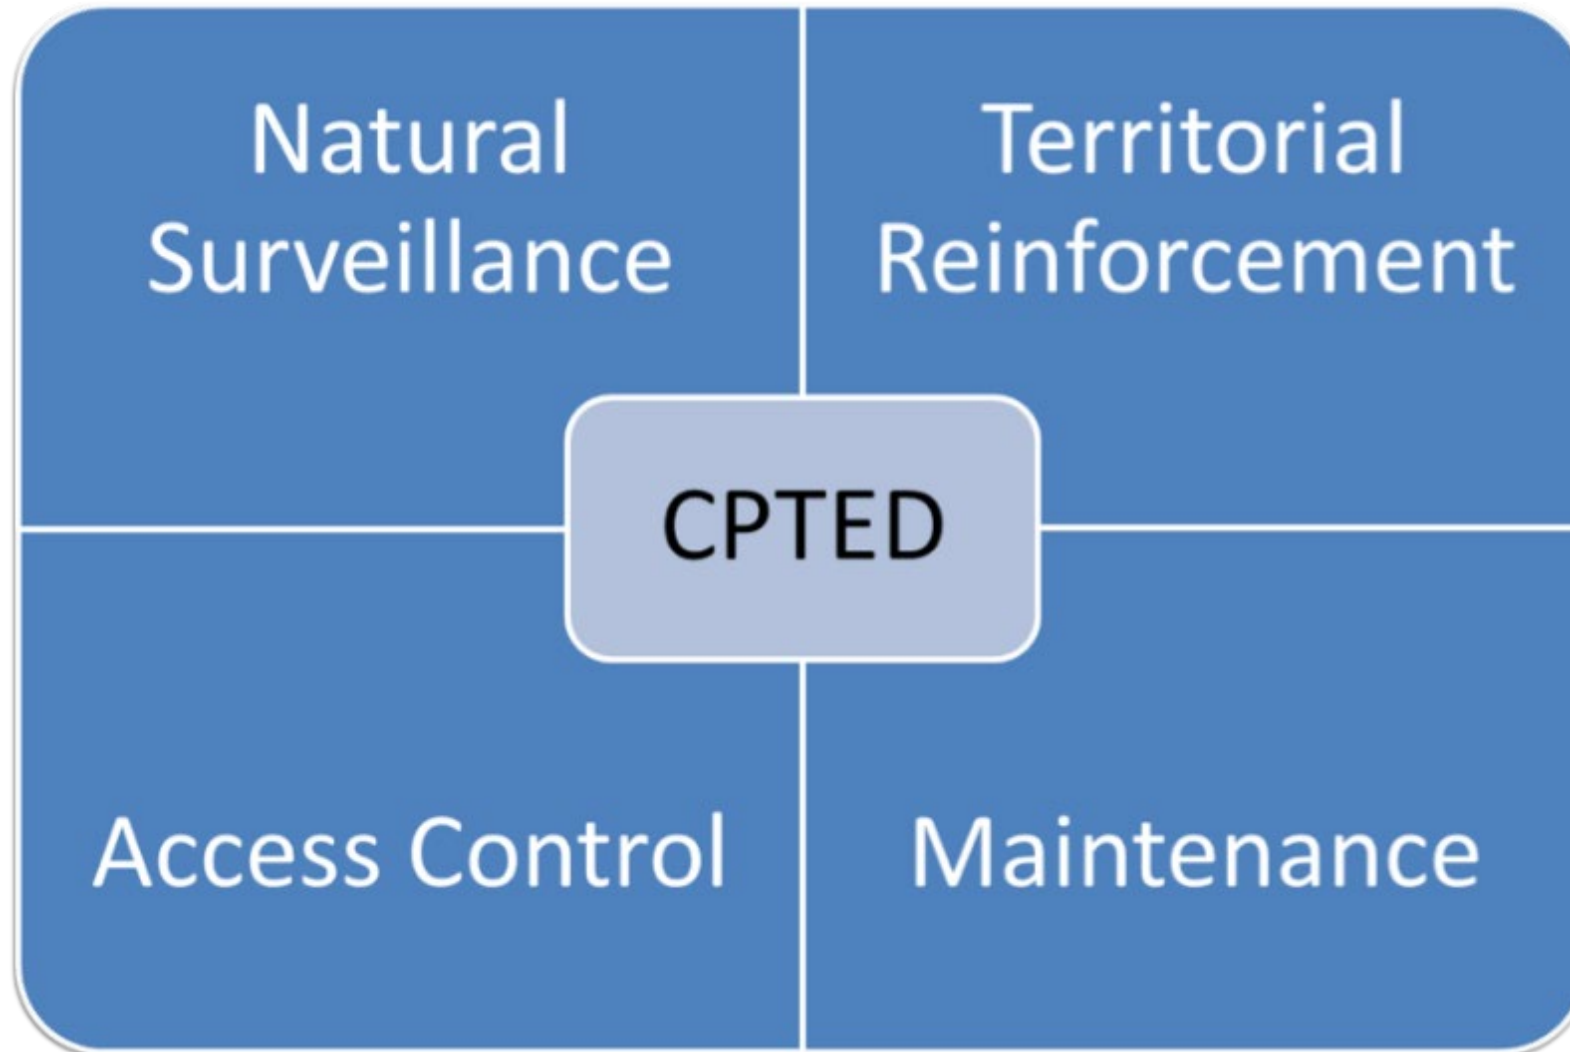 Natural
Surveillance
Territorial
Reinforcement
CPTED
Access Control
Maintenance